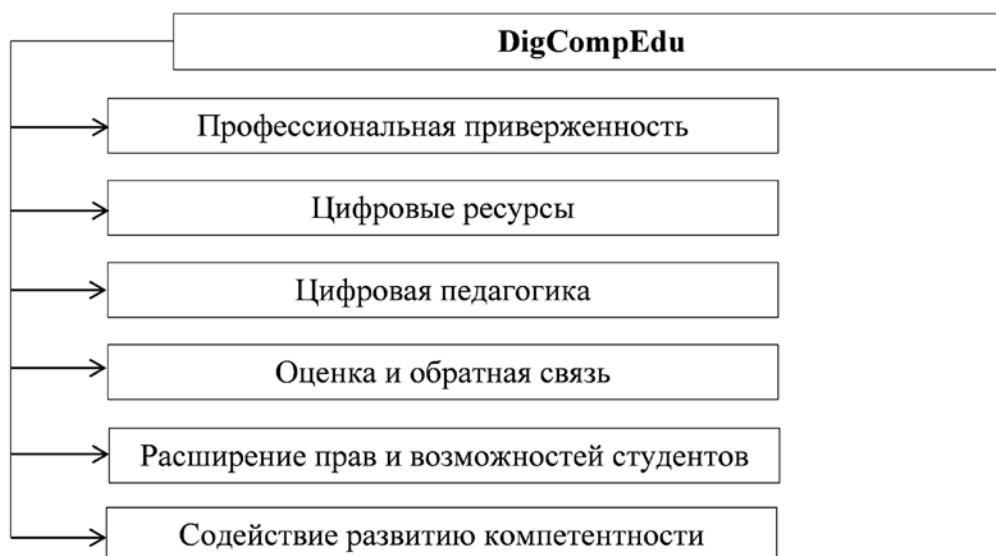 DigCompEdu
Профессиональная приверженность
Цифровые ресурсы
Цифровая педагогика
Оценка и обратная связь
Расширение прав и возможностей студентов
Содействие развитию компетентности